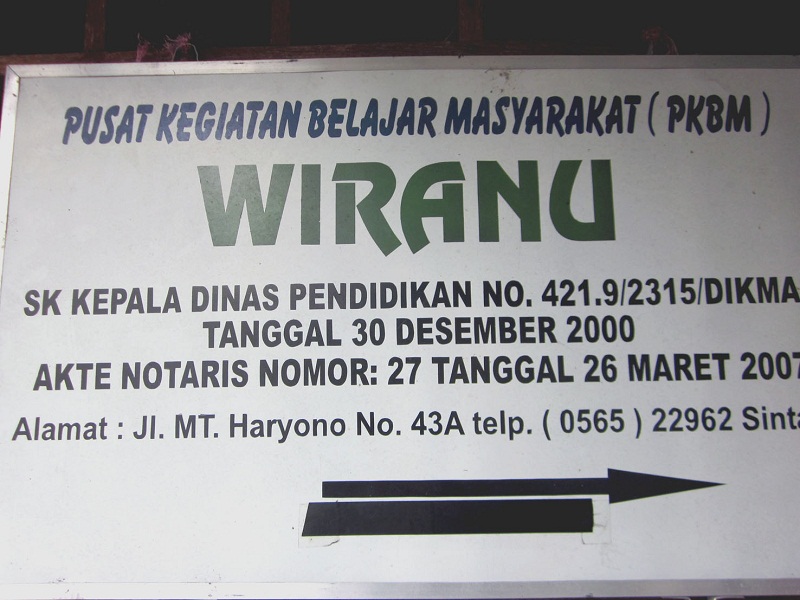 PUSAT KEGIATAN BELAJAR MASYARAKAT ( PKBM )
WIRANU
SK KEPALA DINAS PENDIDIKAN NO. 421.9/2315/DIKMA
TANGGAL 30 DESEMBER 2000
AKTE NOTARIS NOMOR: 27 TANGGAL 26 MARET 2007
Alamat : Jl. MT. Haryono No. 43A telp. ( 0565 ) 22962 Sinta